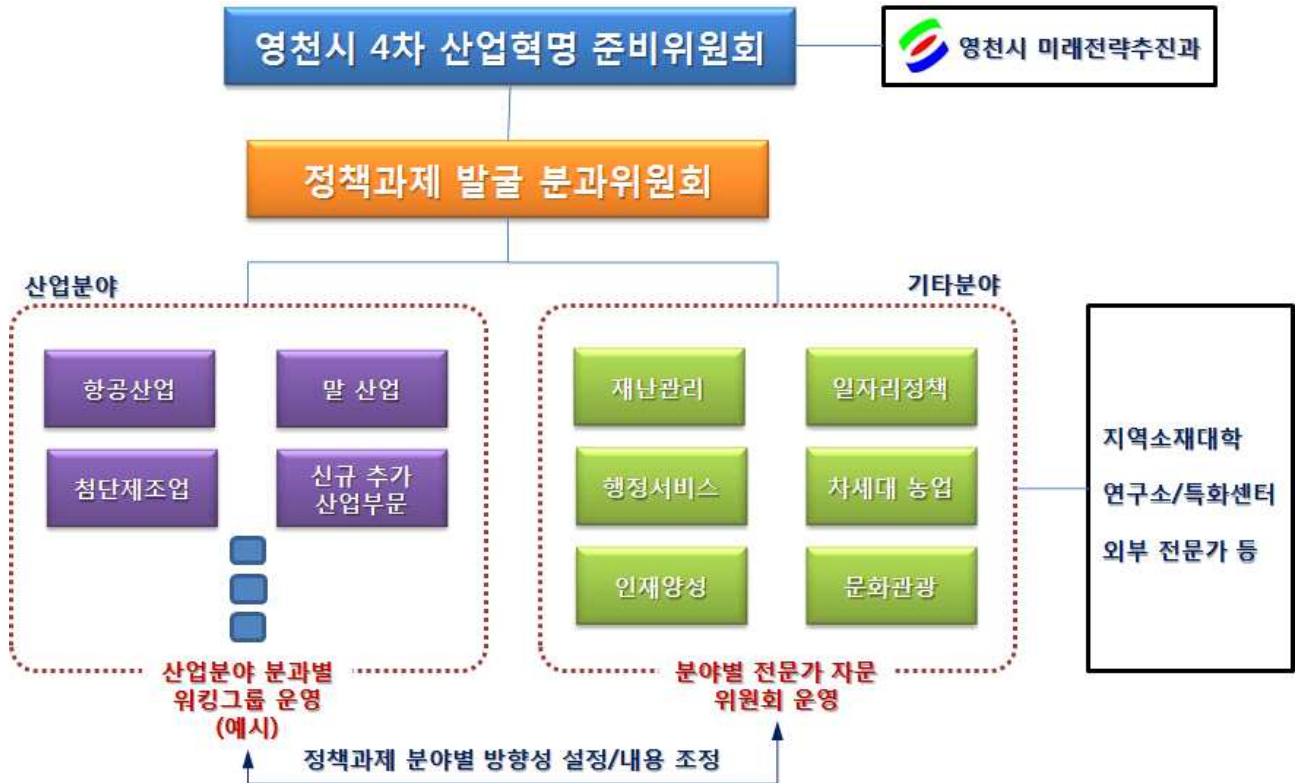 영천시 4차 산업혁명 준비위원회
영천시 미래전략추진과
정책과제 발굴 분과위원회
산업분야
항공산업
말 산업
첨단제조업
신규 추가
산업부문
산업분야 분과별
워킹그룹 운영
(예시)
기타분야
재난관리
일자리정책
행정서비스
차세대 농업
인재양성
문화관광
분야별 전문가 자문
위원회 운영
지역소재대학
연구소/특화센터
외부 전문가 등
정책과제 분야별 방향성 설정/내용 조정